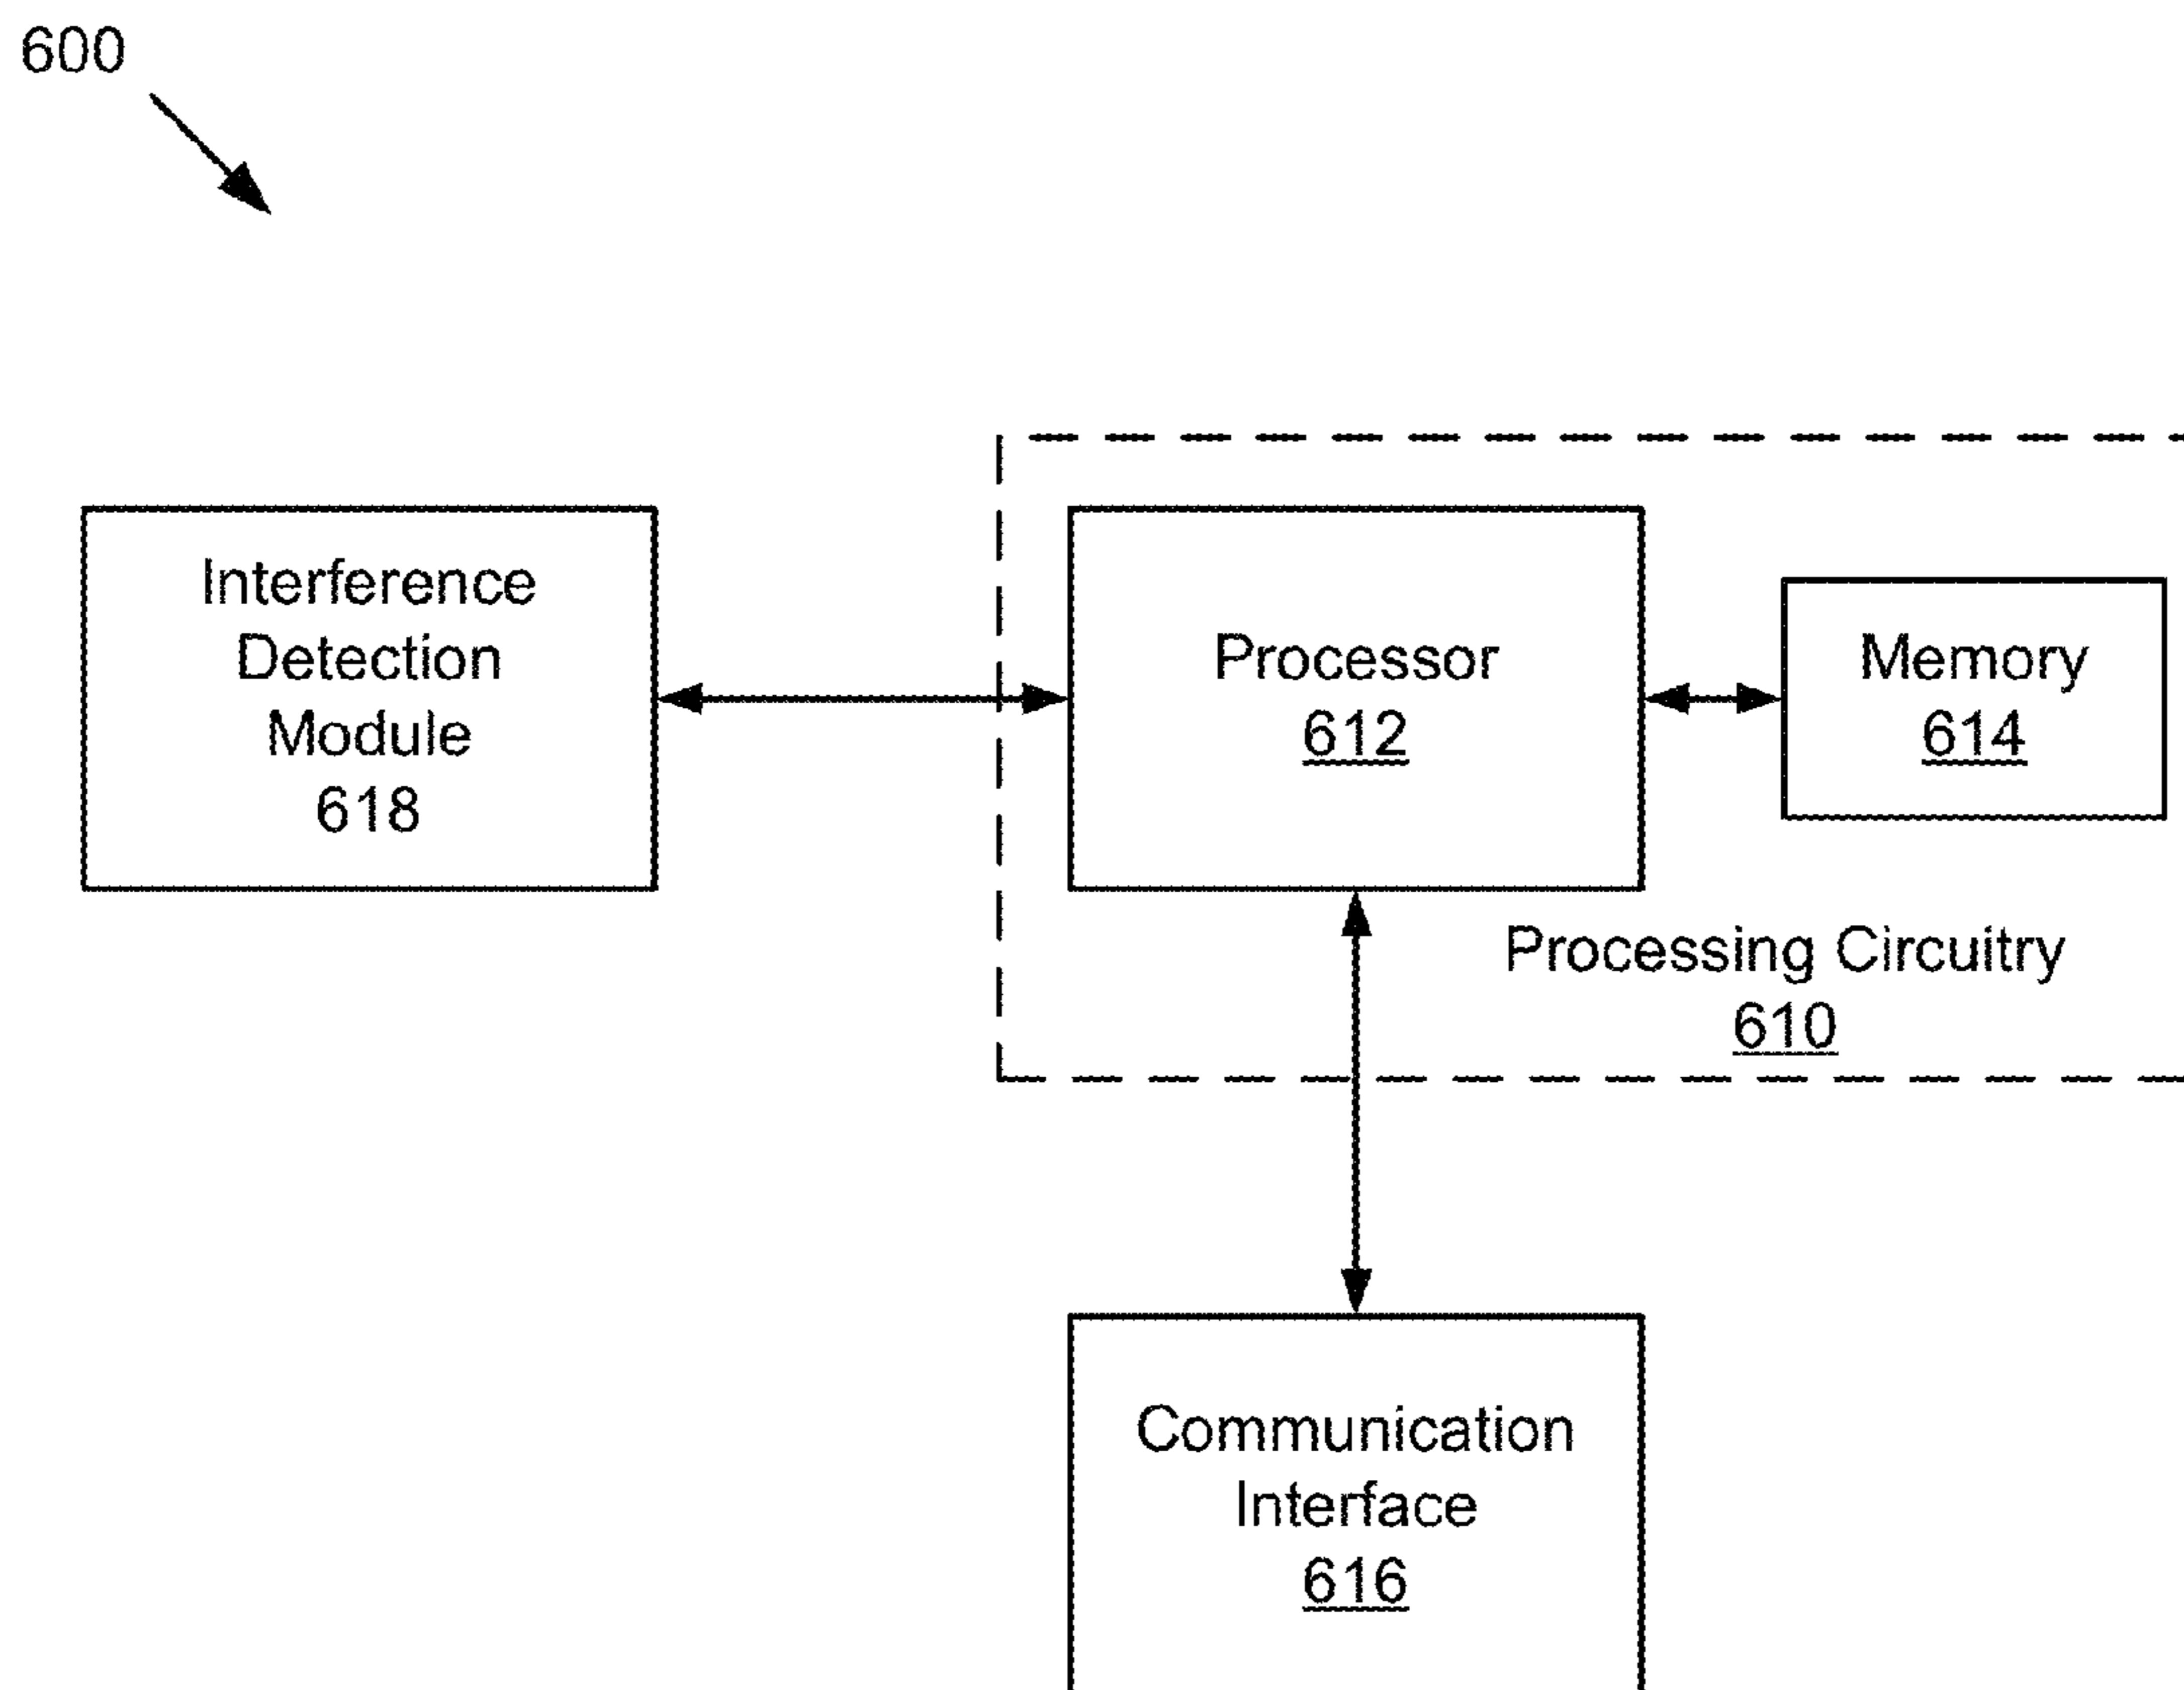 600
Interference
Detection
Module
618
Processor
612
Memory
614
Processing Circuitry
610
Communication
Interface
616